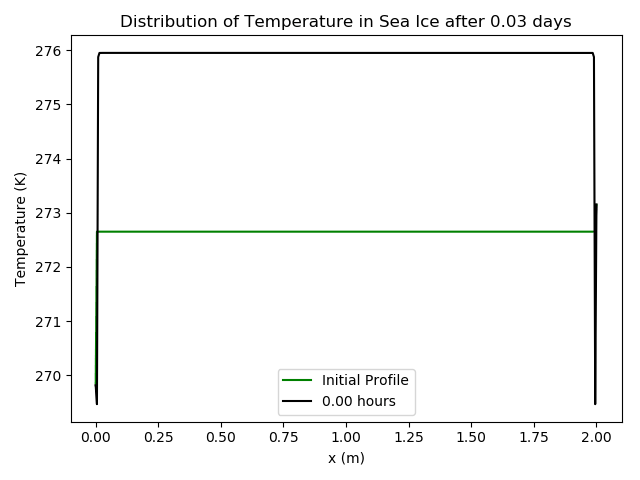 Distribution of Temperature in Sea Ice after 0.03 days
276
275
274
273
272
271
270
Temperature (K)
Initial Profile
0.00 hours
0.00 0.25 0.50 0.75 1.00 1.25 1.50 1.75 2.00
x (m)